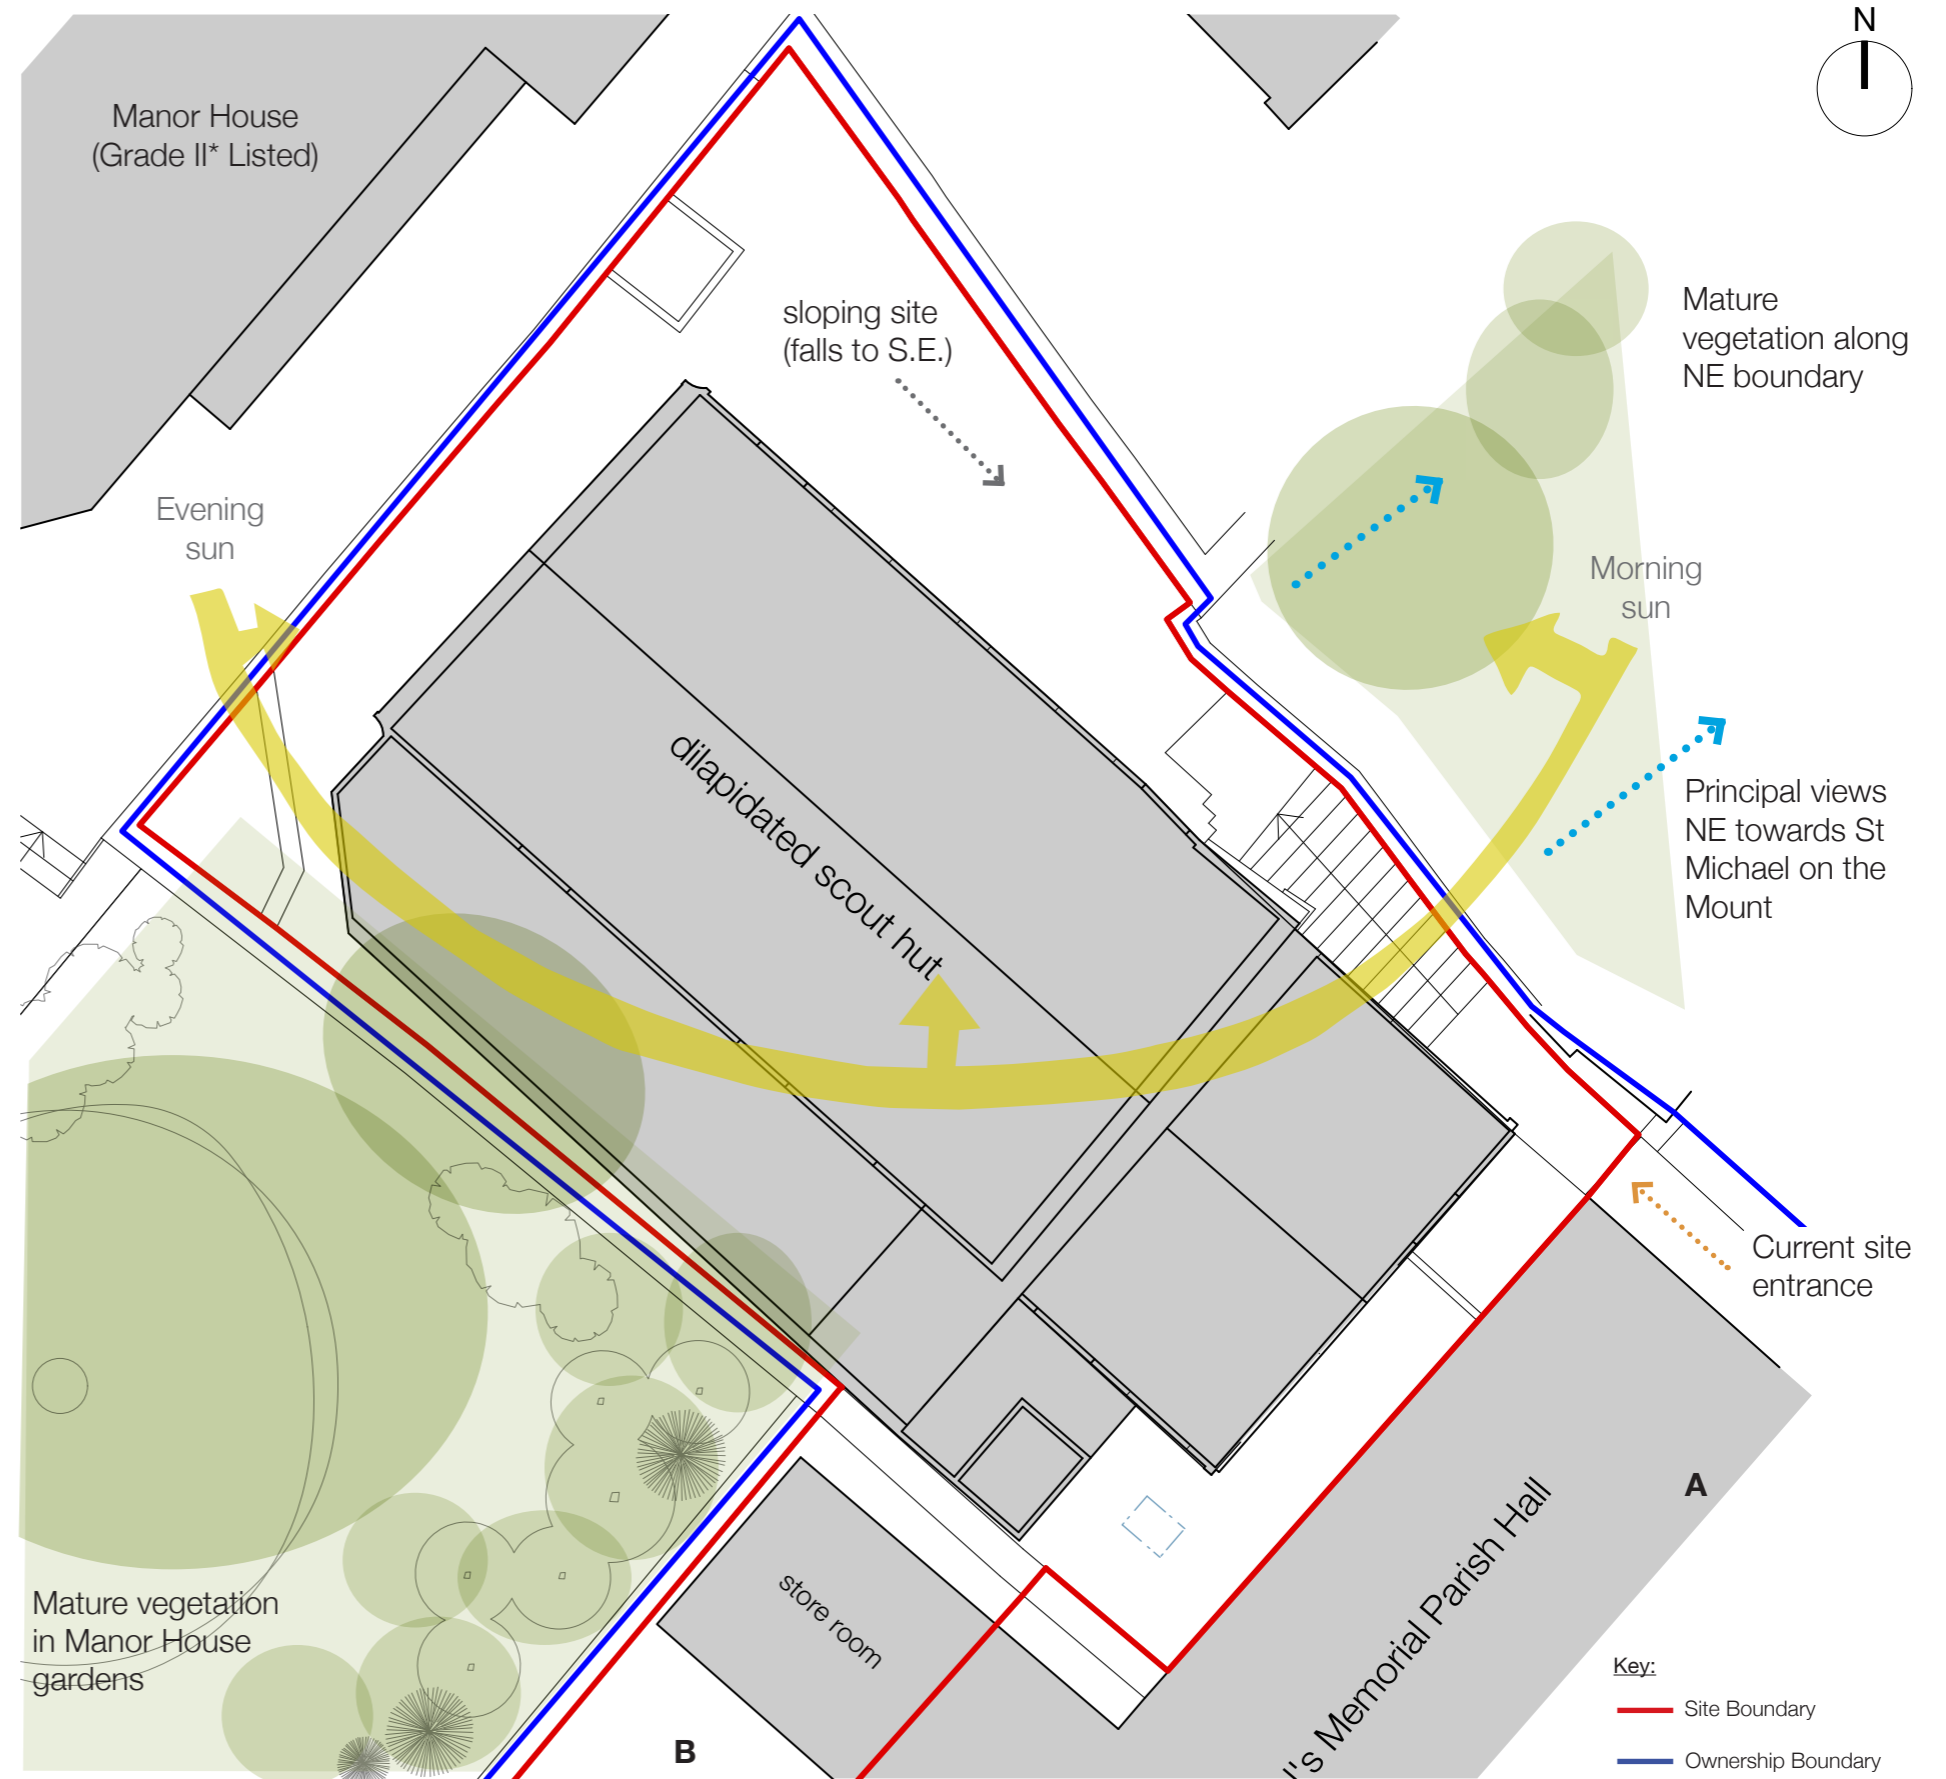 N
Manor House
(Grade II* Listed)
sloping site
(falls to S.E.)
Mature
vegetation along
NE boundary
Evening
sun
Morning
sun
dilapidated scout hut
Principal views
NE towards St
Michael on the
Mount
Current site
entrance
A
l's Memorial Parish Hall
store room
Mature vegetation
in Manor House
gardens
B
Key:
Site Boundary
Ownership Boundary